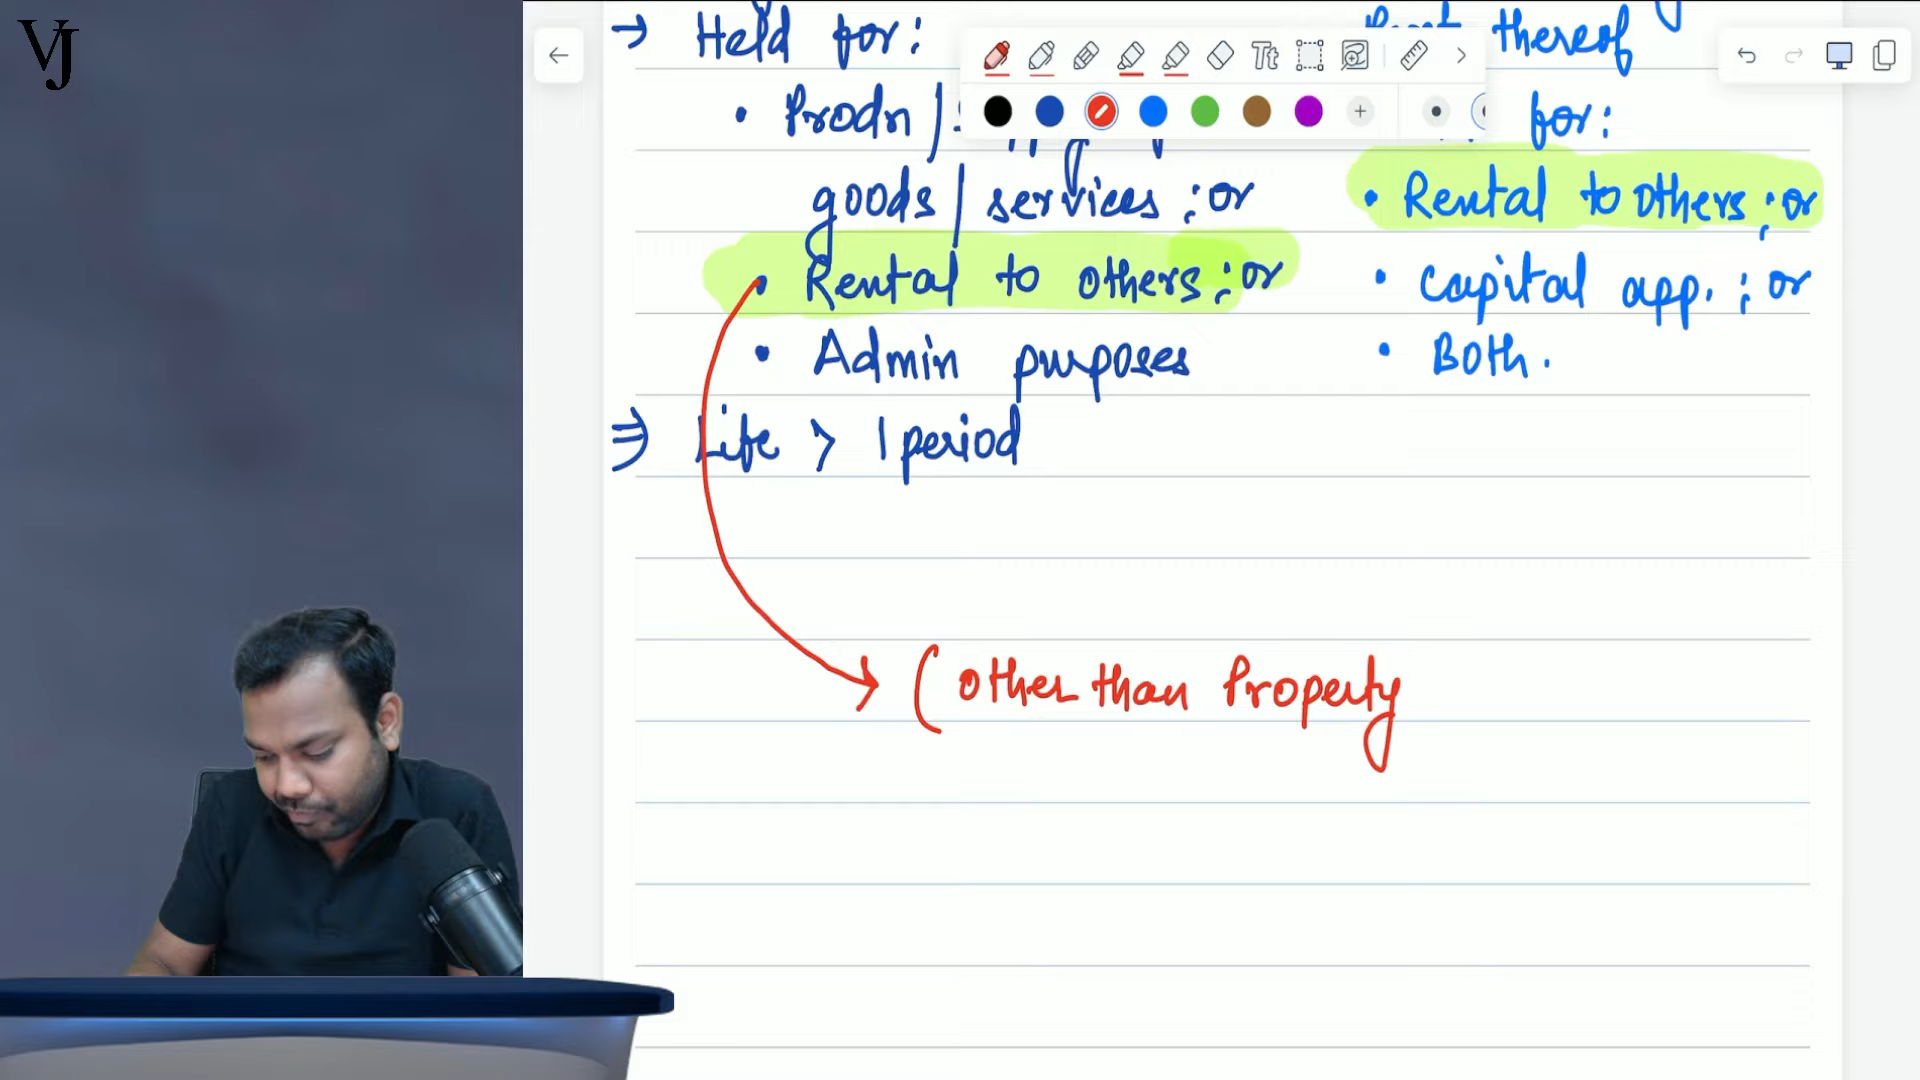 VJ
→ Held for:
• Prodn /
goods / services ; or
• Rental to others ; or
• Admin purposes
⇒ Life > 1 period
thereof
for:
• Rental to others ; or
• Capital app. ; or
• Both.
Tt
( other than Property